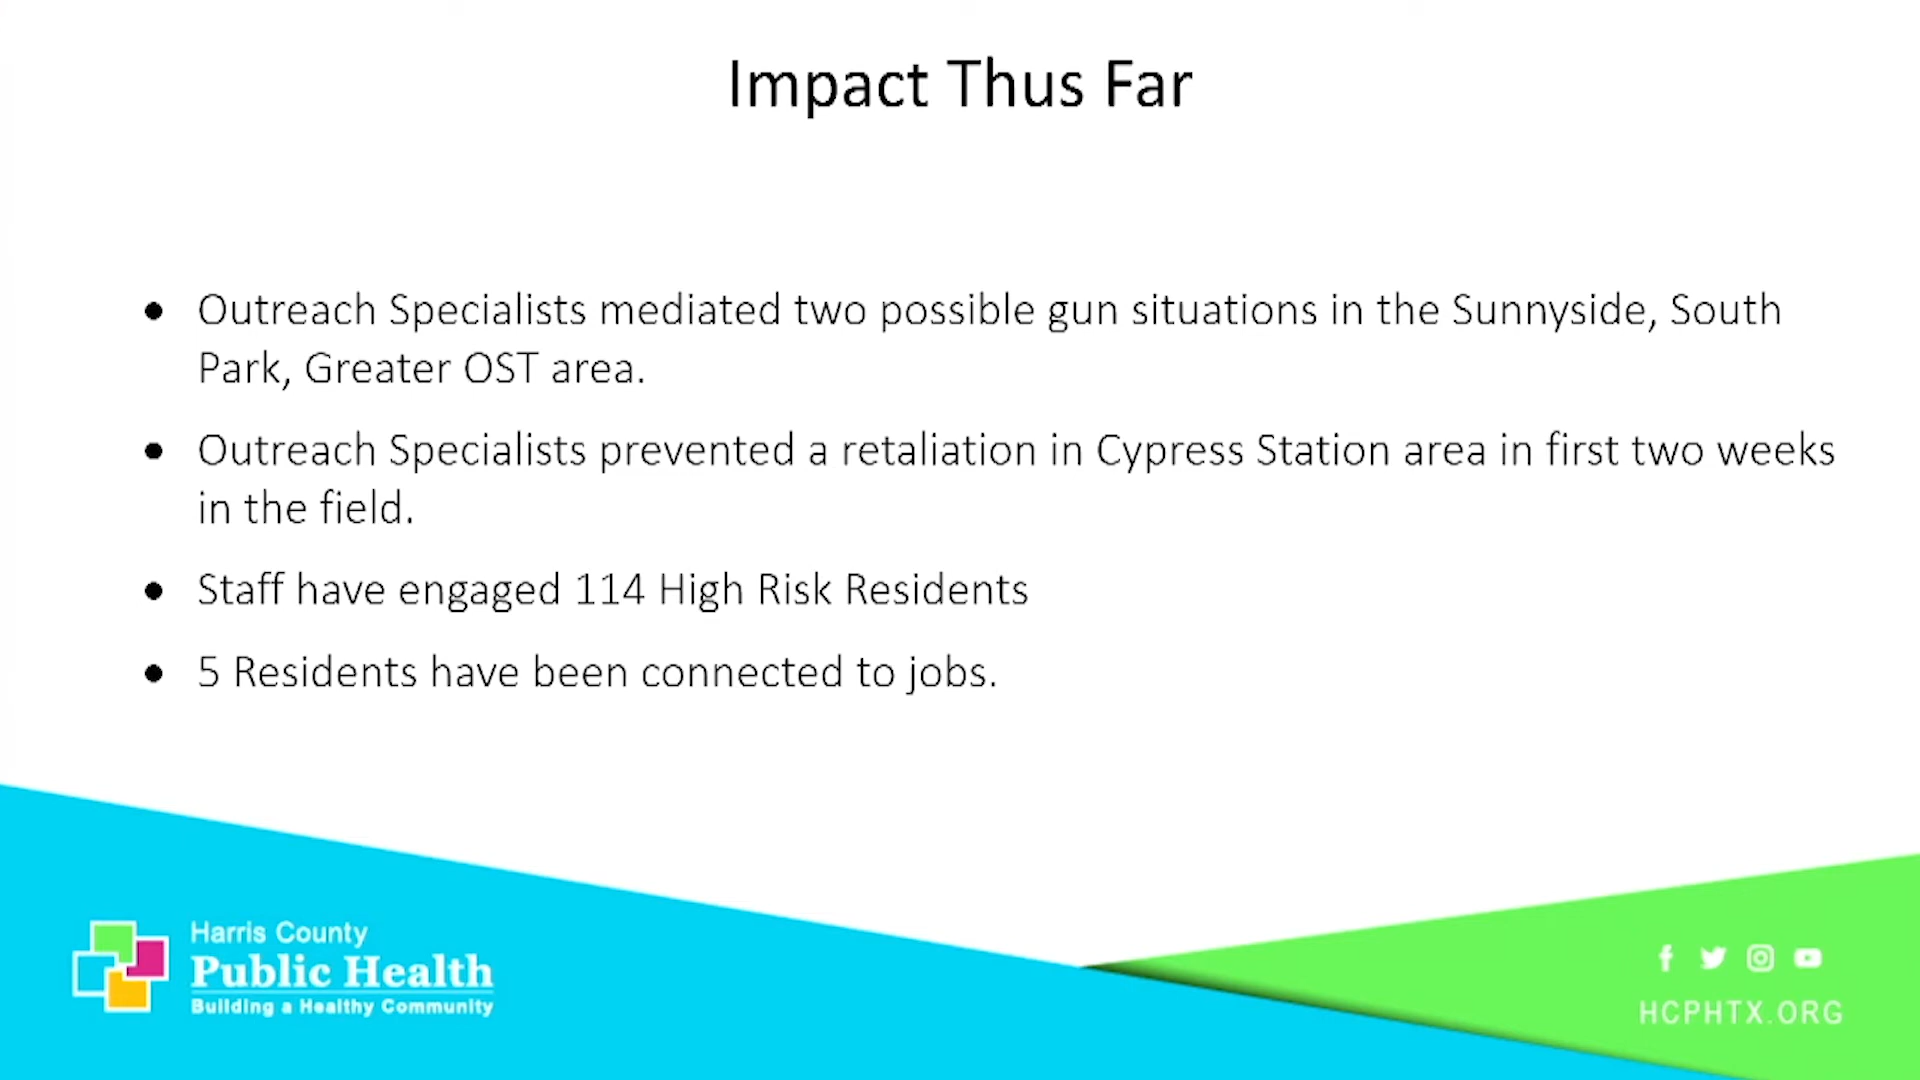 Impact Thus Far
• Outreach Specialists mediated two possible gun situations in the Sunnyside, South
Park, Greater OST area.
• Outreach Specialists prevented a retaliation in Cypress Station area in first two weeks
in the field.
• Staff have engaged 114 High Risk Residents
• 5 Residents have been connected to jobs.
Harris County
Public Health
Building a Healthy Community
HCPHTX.ORG